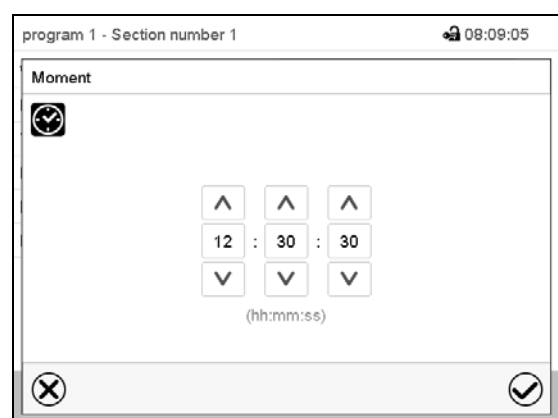 program 1 - Section number 1 08:09:05
Moment
12 : 30 : 30
(hh:mm:ss)